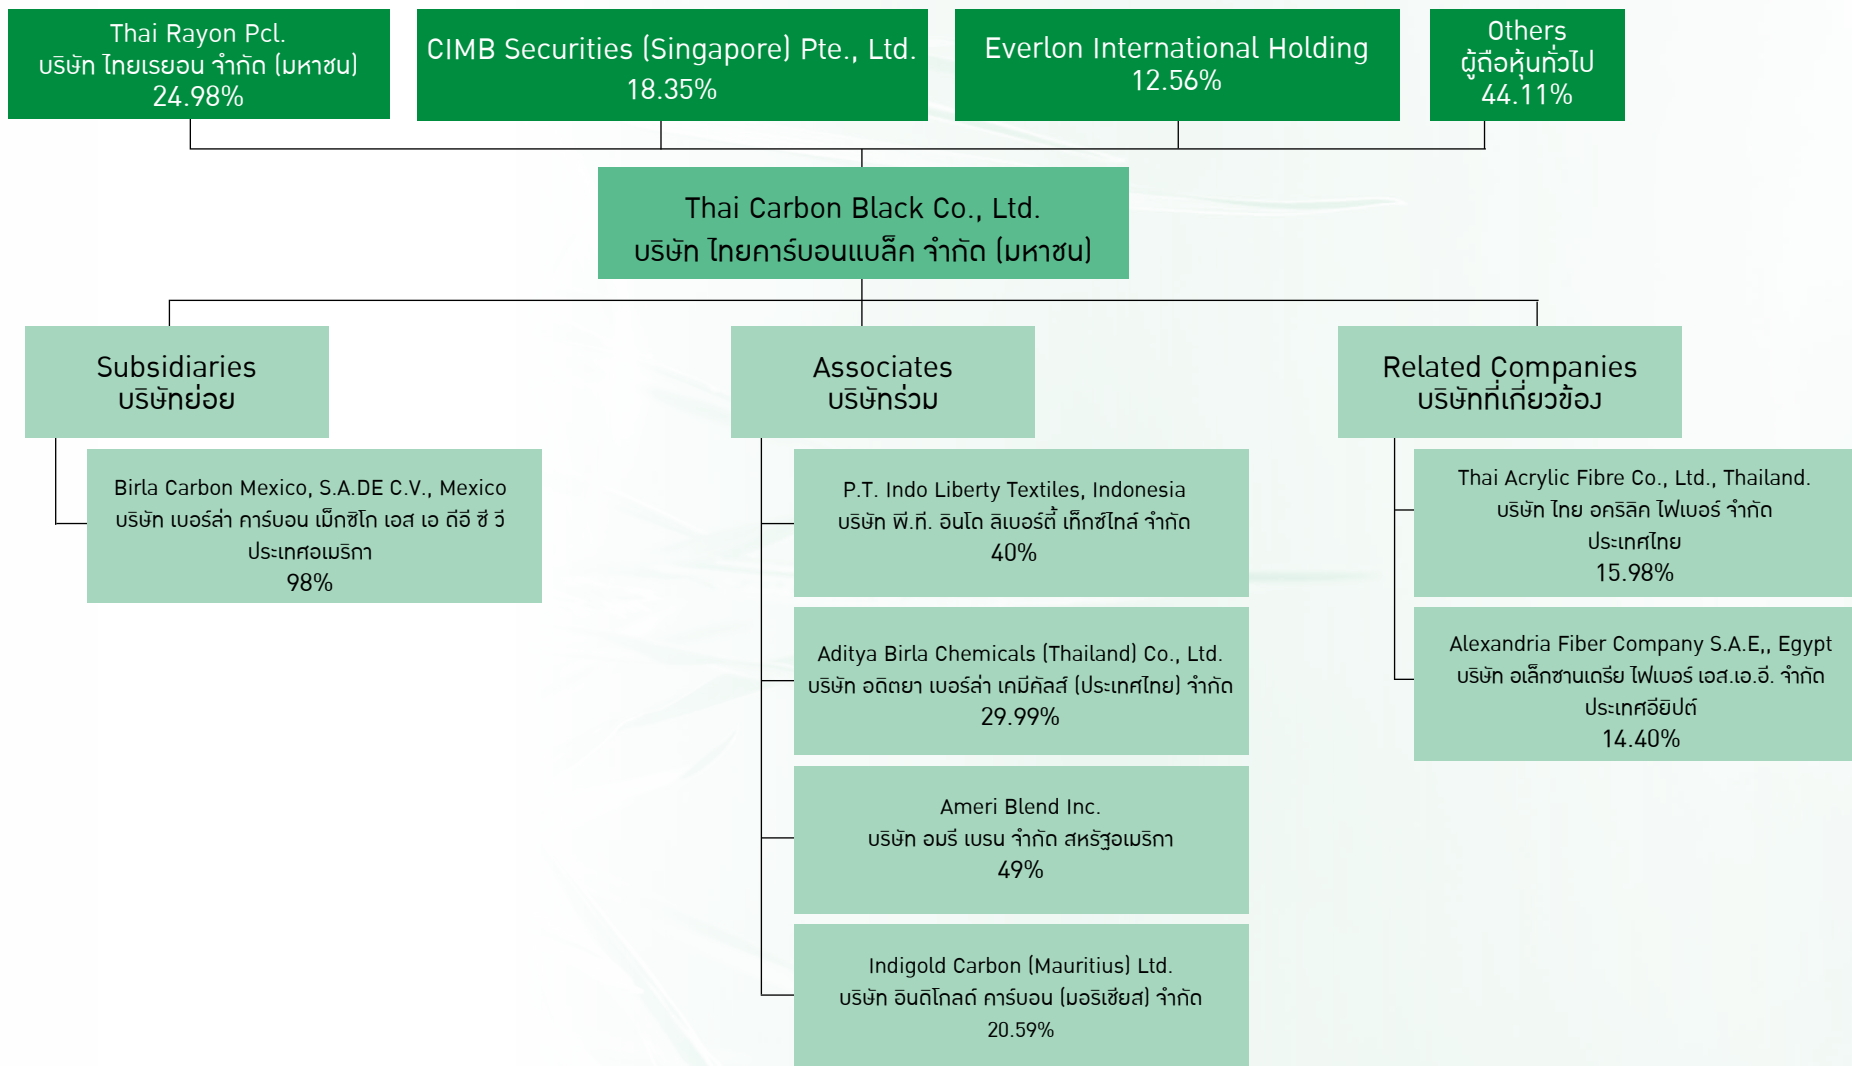 Thai Rayon Pcl.
บริษัท ไทยเรยอน จำกัด (มหาชน)
24.98%
CIMB Securities (Singapore) Pte., Ltd.
18.35%
Everlon International Holding
12.56%
Others
ผู้ถือหุ้นทั่วไป
44.11%
Thai Carbon Black Co., Ltd.
บริษัท ไทยคาร์บอนแบล็ค จำกัด (มหาชน)
Subsidiaries
บริษัทย่อย
Birla Carbon Mexico, S.A.DE C.V., Mexico
บริษัท เบอร์ล่า คาร์บอน เม็กซิโก เอส เอ ดีอี ซี วี
ประเทศอเมริกา
98%
Associates
บริษัทร่วม
P.T. Indo Liberty Textiles, Indonesia
บริษัท พี.ที. อินโด ลิเบอร์ตี้ เท็กซ์ไทล์ จำกัด
40%
Aditya Birla Chemicals (Thailand) Co., Ltd.
บริษัท อดิตยา เบอร์ล่า เคมีคัลส์ (ประเทศไทย) จำกัด
29.99%
Ameri Blend Inc.
บริษัท อมรี เบรน จำกัด สหรัฐอเมริกา
49%
Indigold Carbon (Mauritius) Ltd.
บริษัท อินดิโกลด์ คาร์บอน (มอริเชียส) จำกัด
20.59%
Related Companies
บริษัทที่เกี่ยวข้อง
Thai Acrylic Fibre Co., Ltd., Thailand.
บริษัท ไทย อคริลิค ไฟเบอร์ จำกัด
ประเทศไทย
15.98%
Alexandria Fiber Company S.A.E,, Egypt
บริษัท อเล็กซานเดรีย ไฟเบอร์ เอส.เอ.อี. จำกัด
ประเทศอียิปต์
14.40%